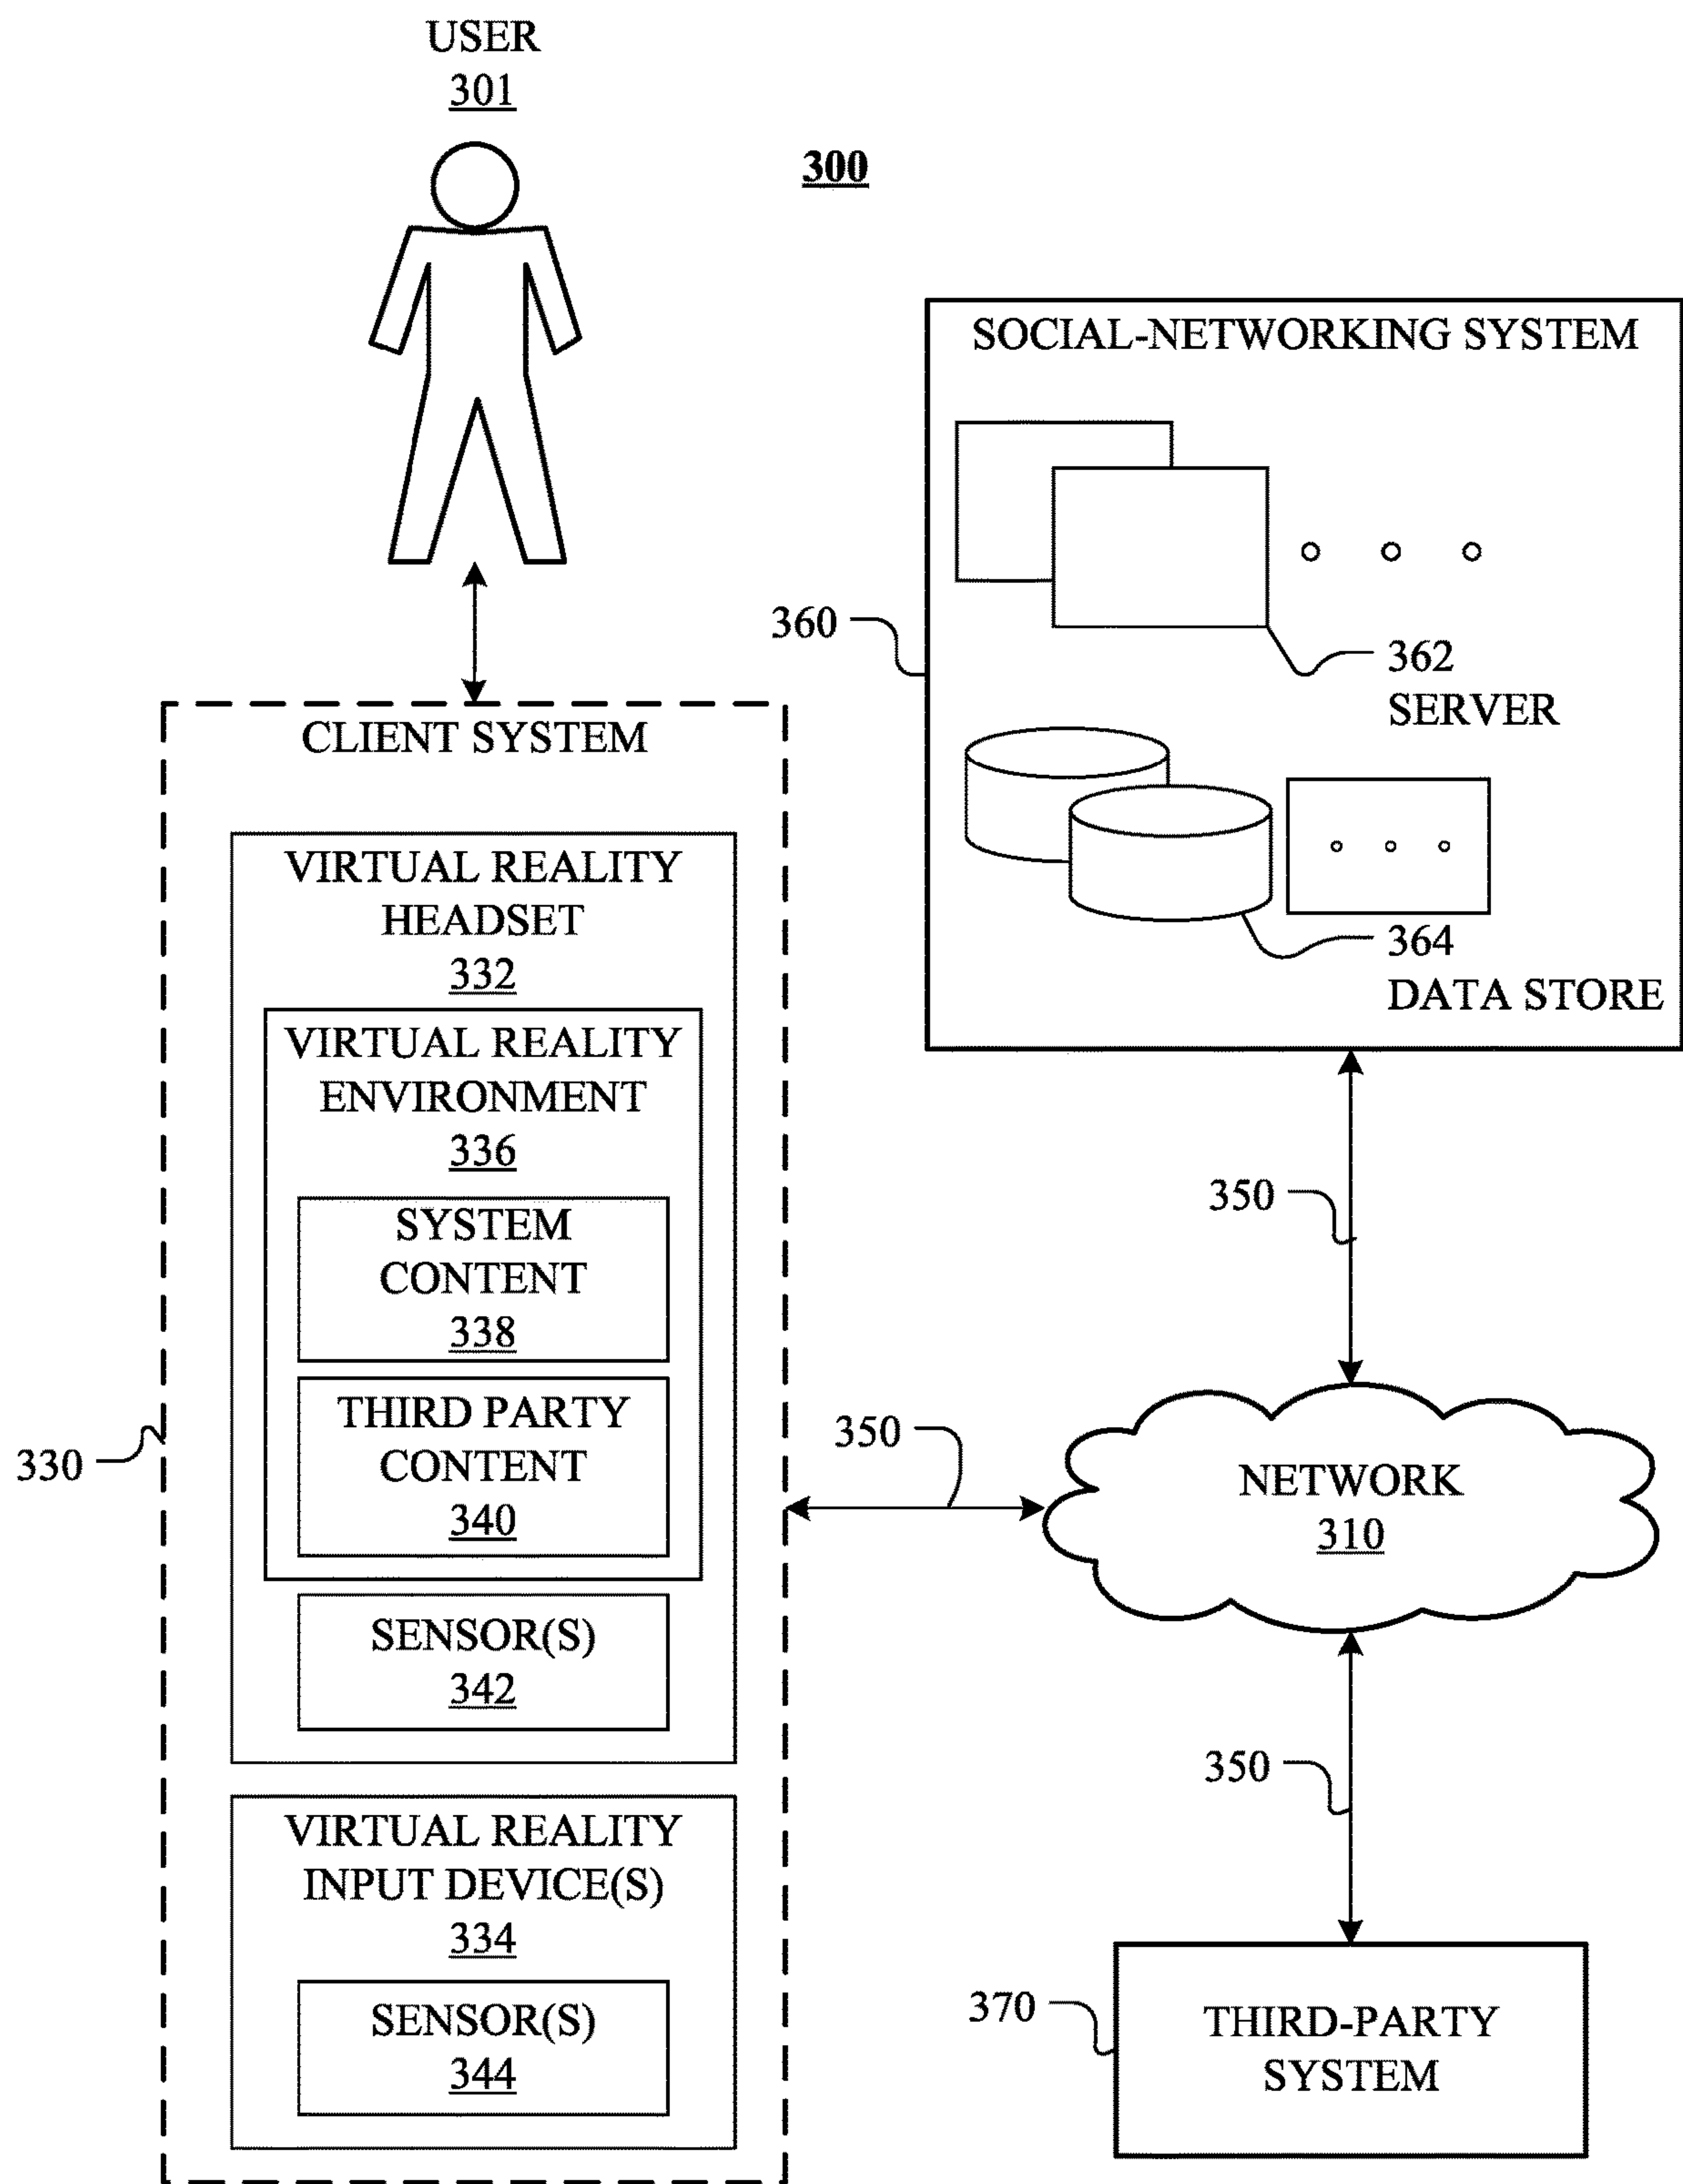 USER
301
300
SOCIAL-NETWORKING SYSTEM
360
362
SERVER
364
DATA STORE
CLIENT SYSTEM
VIRTUAL REALITY
HEADSET
332
VIRTUAL REALITY
ENVIRONMENT
336
SYSTEM
CONTENT
338
THIRD PARTY
CONTENT
340
SENSOR(S)
342
330
VIRTUAL REALITY
INPUT DEVICE(S)
334
SENSOR(S)
344
350
350
NETWORK
310
350
370
THIRD-PARTY
SYSTEM